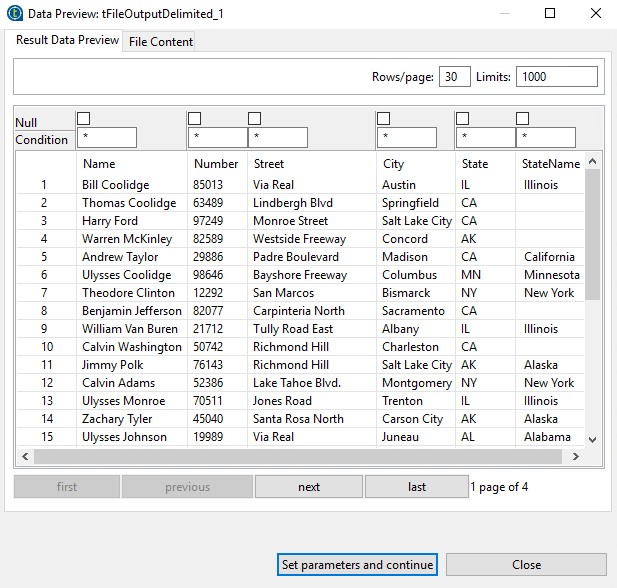 Data Preview: tFileOutputDelimited_1
Result Data Preview File Content
Rows/page: 30 Limits: 1000
Null
Condition * * * * * *
Name Number Street City State StateName
1 Bill Coolidge 85013 Via Real Austin IL Illinois
2 Thomas Coolidge 63489 Lindbergh Blvd Springfield CA
3 Harry Ford 97249 Monroe Street Salt Lake City CA
4 Warren McKinley 82589 Westside Freeway Concord AK
5 Andrew Taylor 29886 Padre Boulevard Madison CA California
6 Ulysses Coolidge 98646 Bayshore Freeway Columbus MN Minnesota
7 Theodore Clinton 12292 San Marcos Bismarck NY New York
8 Benjamin Jefferson 82077 Carpinteria North Sacramento CA
9 William Van Buren 21712 Tully Road East Albany IL Illinois
10 Calvin Washington 50742 Richmond Hill Charleston CA
11 Jimmy Polk 76143 Richmond Hill Salt Lake City AK Alaska
12 Calvin Adams 52386 Lake Tahoe Blvd. Montgomery NY New York
13 Ulysses Monroe 70511 Jones Road Trenton IL Illinois
14 Zachary Tyler 45040 Santa Rosa North Carson City AK Alaska
15 Ulysses Johnson 19989 Via Real Juneau AL Alabama
first previous next last 1 page of 4
Set parameters and continue Close